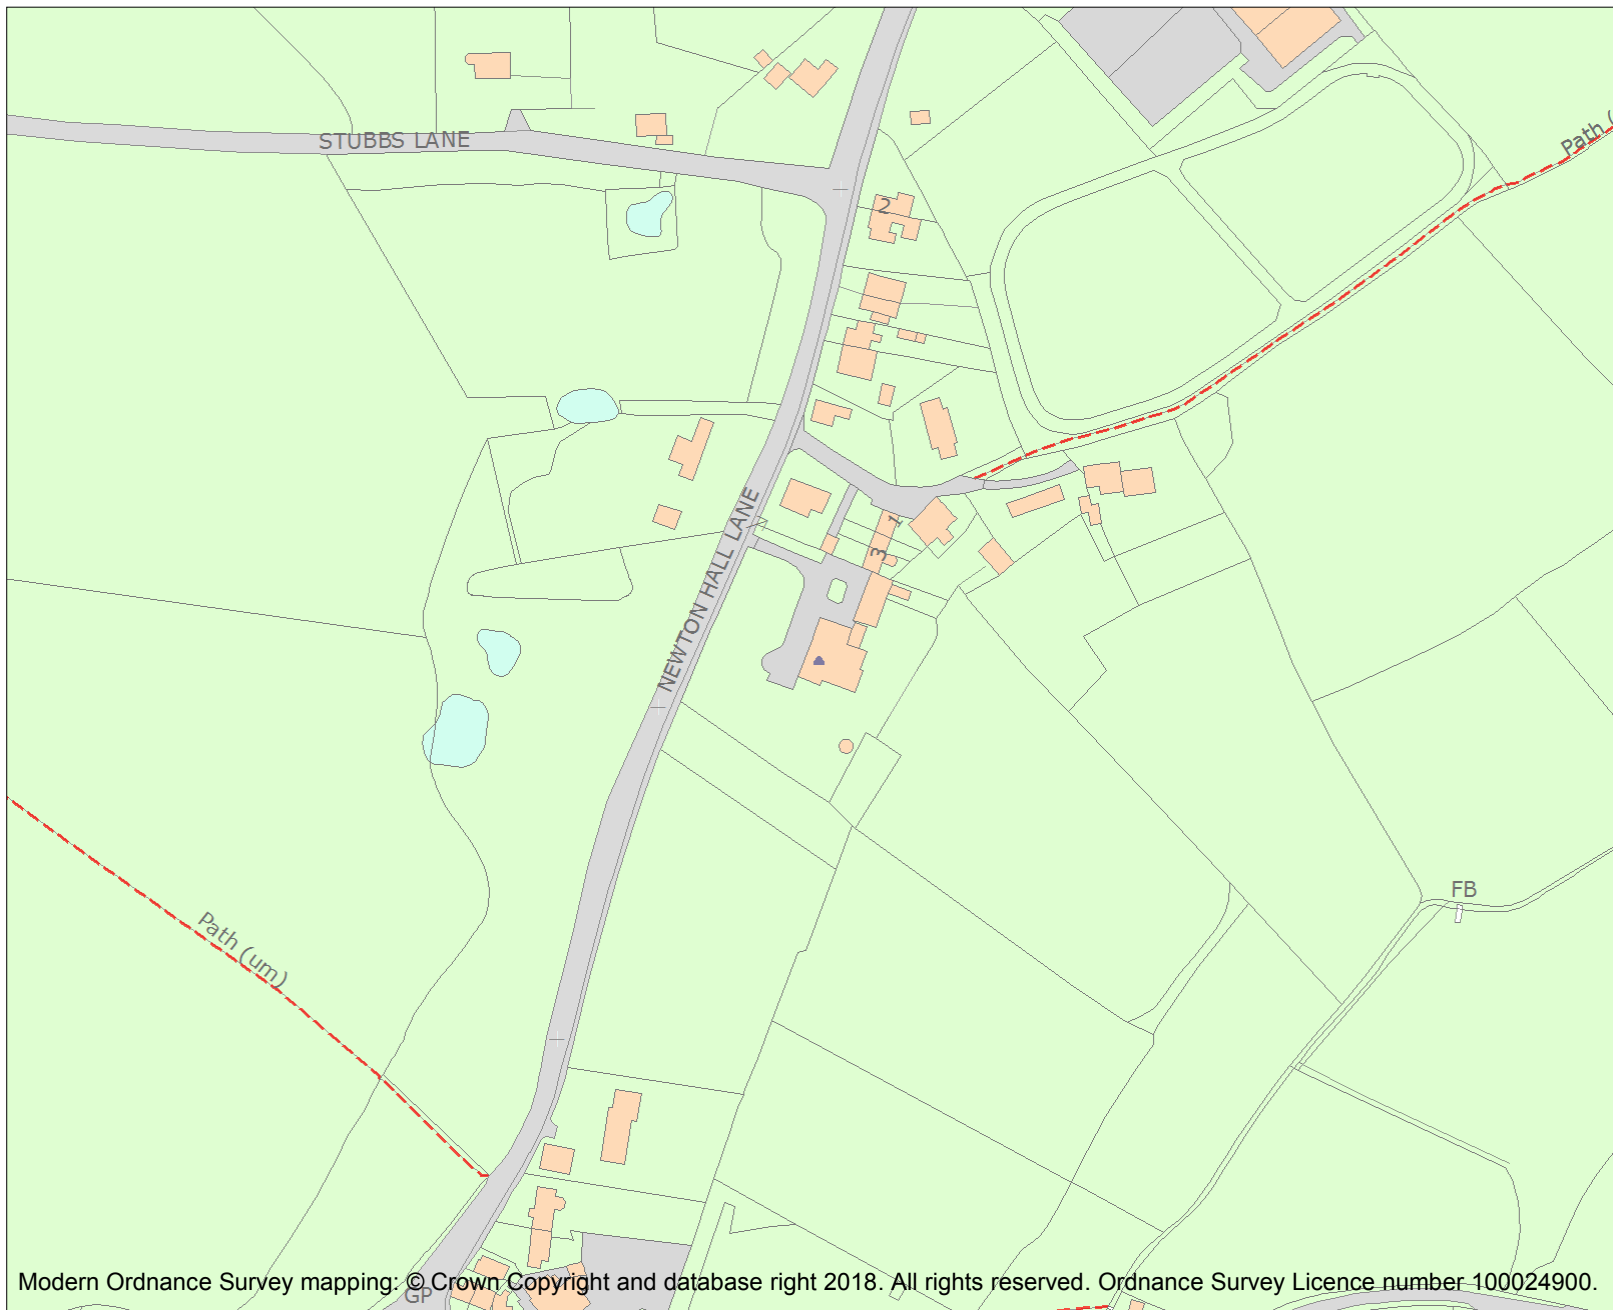 STUBBS LANE
Path (
2
NEWTON HALL LANE
1
3
FB
Path (um)
GP
Modern Ordnance Survey mapping: © Crown Copyright and database right 2018. All rights reserved. Ordnance Survey Licence number 100024900.